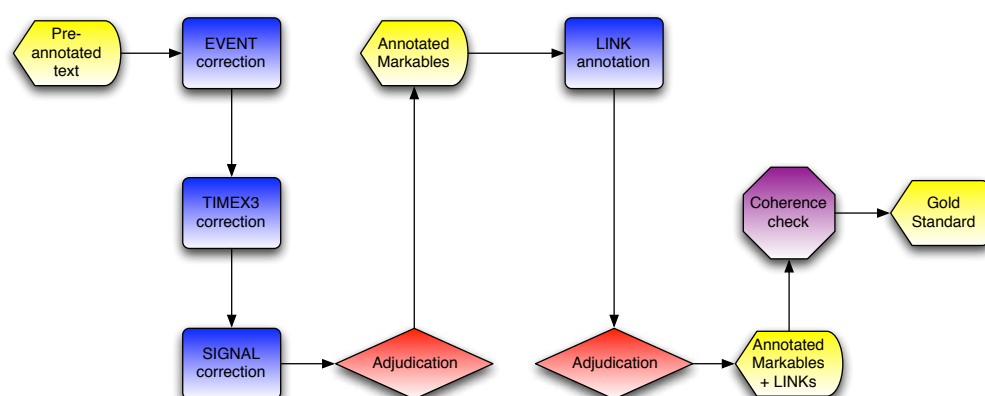 Pre-
annotated
text
EVENT
correction
TIMEX3
correction
SIGNAL
correction
Adjudication
Annotated
Markables
LINK
annotation
Adjudication
Annotated
Markables
+ LINKs
Coherence
check
Gold
Standard